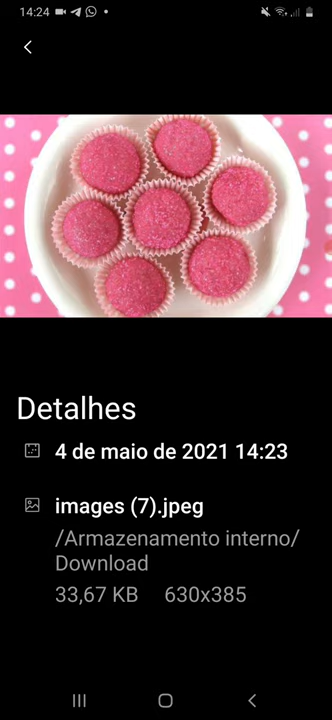 14:24
Detalhes
4 de maio de 2021 14:23
images (7).jpeg
/Armazenamento interno/
Download
33,67 KB 630x385